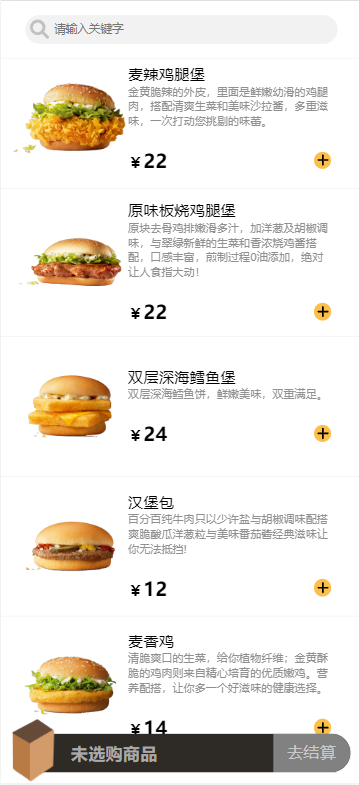 请输入关键字
麦辣鸡腿堡
金黄脆辣的外皮，里面是鲜嫩幼滑的鸡腿
肉，搭配清爽生菜和美味沙拉酱，多重滋
味，一次打动您挑剔的味蕾。
￥22
原味板烧鸡腿堡
原块去骨鸡排嫩滑多汁，加洋葱及胡椒调
味，与翠绿新鲜的生菜和香浓烧鸡酱搭
配，口感丰富，煎制过程0油添加，绝对
让人食指大动！
￥22
双层深海鳕鱼堡
双层深海鳕鱼饼，鲜嫩美味，双重满足。
￥24
汉堡包
百分百纯牛肉只以少许盐与胡椒调味配搭
爽脆酸瓜洋葱粒与美味番茄酱经典滋味让
你无法抵挡!
￥12
麦香鸡
清脆爽口的生菜，给你植物纤维；金黄酥
脆的鸡肉则来自精心培育的优质嫩鸡。营
养配搭，让你多一个好滋味的健康选择。
￥14
未选购商品
去结算